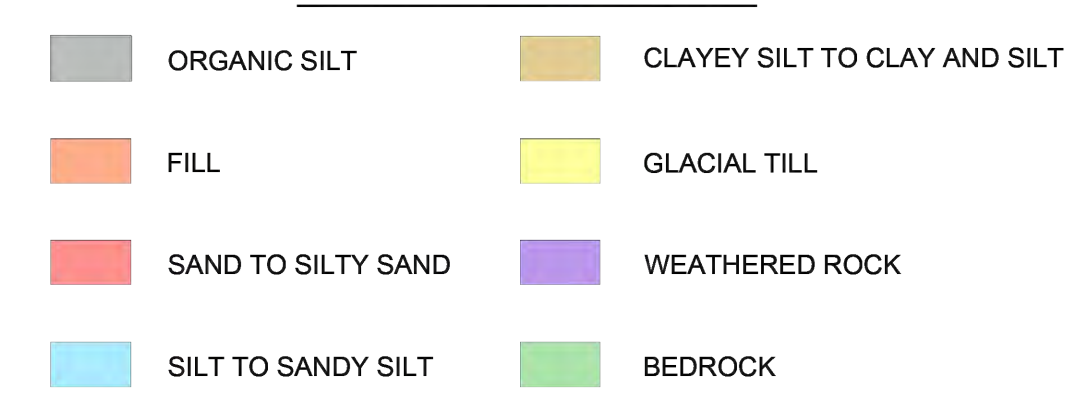 ORGANIC SILT
FILL
SAND TO SILTY SAND
SILT TO SANDY SILT
CLAYEY SILT TO CLAY AND SILT
GLACIAL TILL
WEATHERED ROCK
BEDROCK